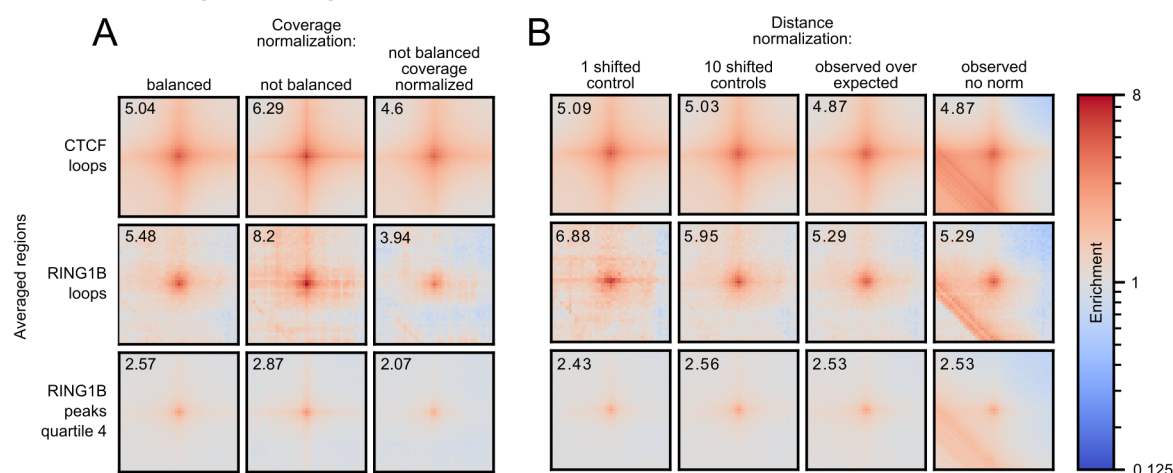 A
Coverage
normalization:
balanced
not balanced
not balanced
coverage
normalized
B
Distance
normalization:
1 shifted
control
10 shifted
controls
observed over
expected
observed
no norm
Averaged regions
CTCF
loops
5.04
6.29
4.6
5.09
5.03
4.87
4.87
RING1B
loops
5.48
8.2
3.94
6.88
5.95
5.29
5.29
RING1B
peaks
quartile 4
2.57
2.87
2.07
2.43
2.56
2.53
2.53
8
1
0.125
Enrichment